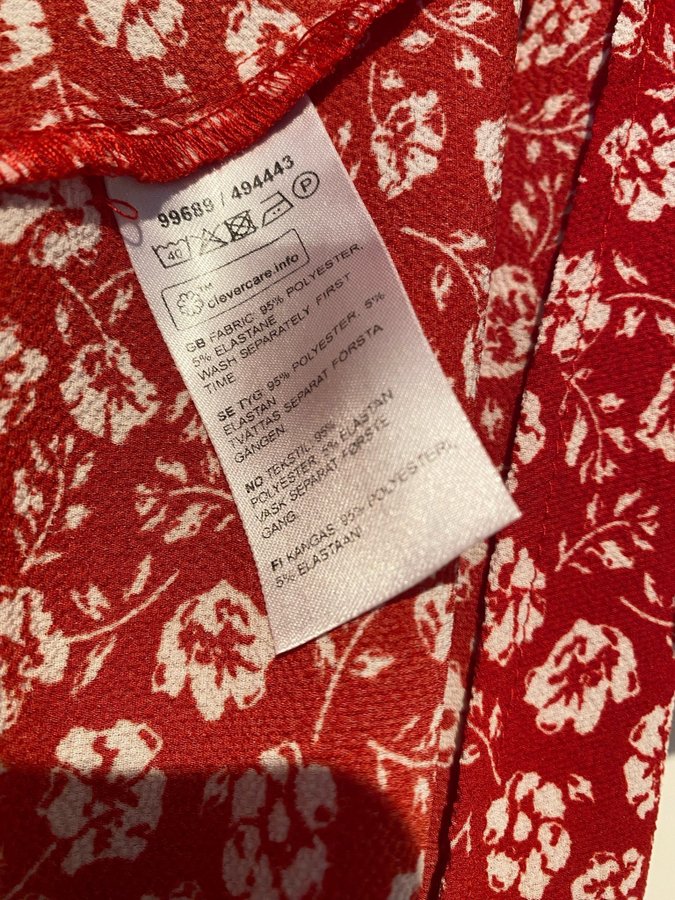 99689 / 494443
40 P
TM
clevercare.info
GB FABRIC, 95% POLYESTER,
5% ELASTANE
WASH SEPARATELY FIRST
TIME
SE TYG: 95% POLYESTER, 5%
ELASTAN
TVÄTTAS SEPARAT FÖRSTA
GÅNGEN.
NO TEKSTIL: 95%
POLYESTER, 5% ELASTAN
VASK SEPARAT FØRSTE
GANG.
FI KANGAS: 95% POLYESTERI,
5% ELASTAANI